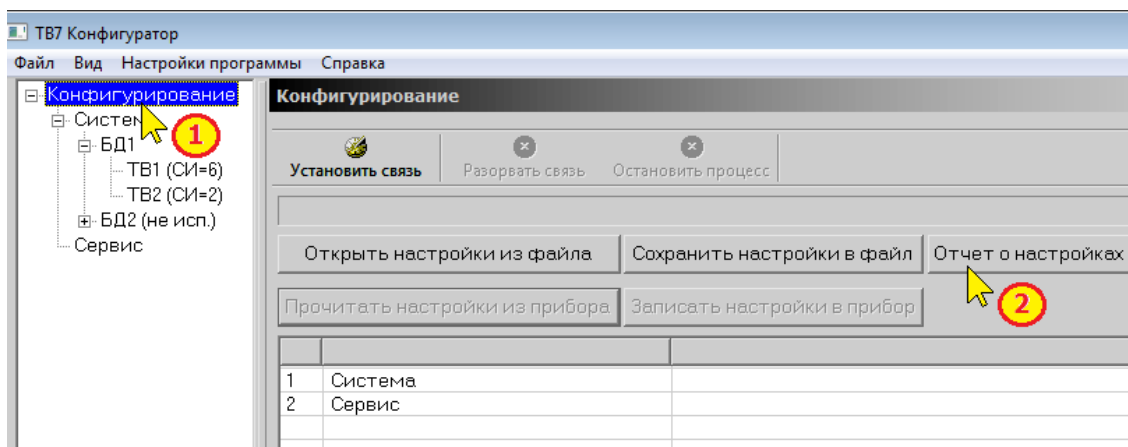 ТВ7 Конфигуратор
Файл Вид Настройки программы Справка
Конфигурирование
Систем
БД1
ТВ1 (СИ=6)
ТВ2 (СИ=2)
БД2 (не исп.)
Сервис
1
Конфигурирование
Установить связь Разорвать связь Остановить процесс
Открыть настройки из файла Сохранить настройки в файл Отчет о настройках
Прочитать настройки из прибора Записать настройки в прибор
2
1 Система
2 Сервис